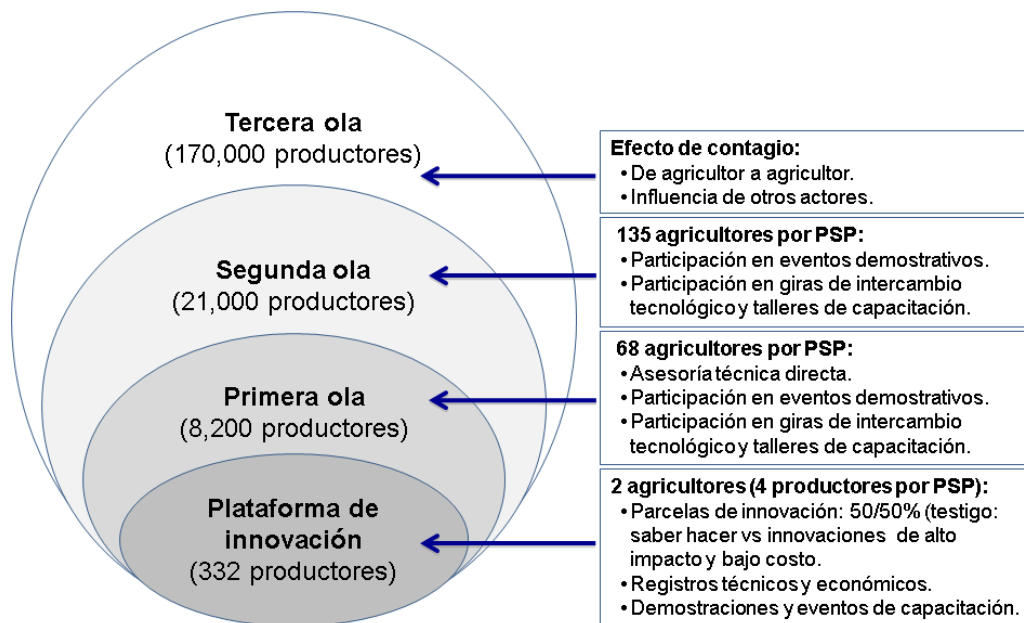 Tercera ola
(170,000 productores)
Segunda ola
(21,000 productores)
Primera ola
(8,200 productores)
Plataforma de
innovación
(332 productores)
Efecto de contagio:
• De agricultor a agricultor.
• Influencia de otros actores.
135 agricultores por PSP:
• Participación en eventos demostrativos.
• Participación en giras de intercambio
tecnológico y talleres de capacitación.
68 agricultores por PSP:
• Asesoría técnica directa.
• Participación en eventos demostrativos.
• Participación en giras de intercambio
tecnológico y talleres de capacitación.
2 agricultores (4 productores por PSP):
• Parcelas de innovación: 50/50% (testigo:
saber hacer vs innovaciones de alto
impacto y bajo costo.
• Registros técnicos y económicos.
• Demostraciones y eventos de capacitación.